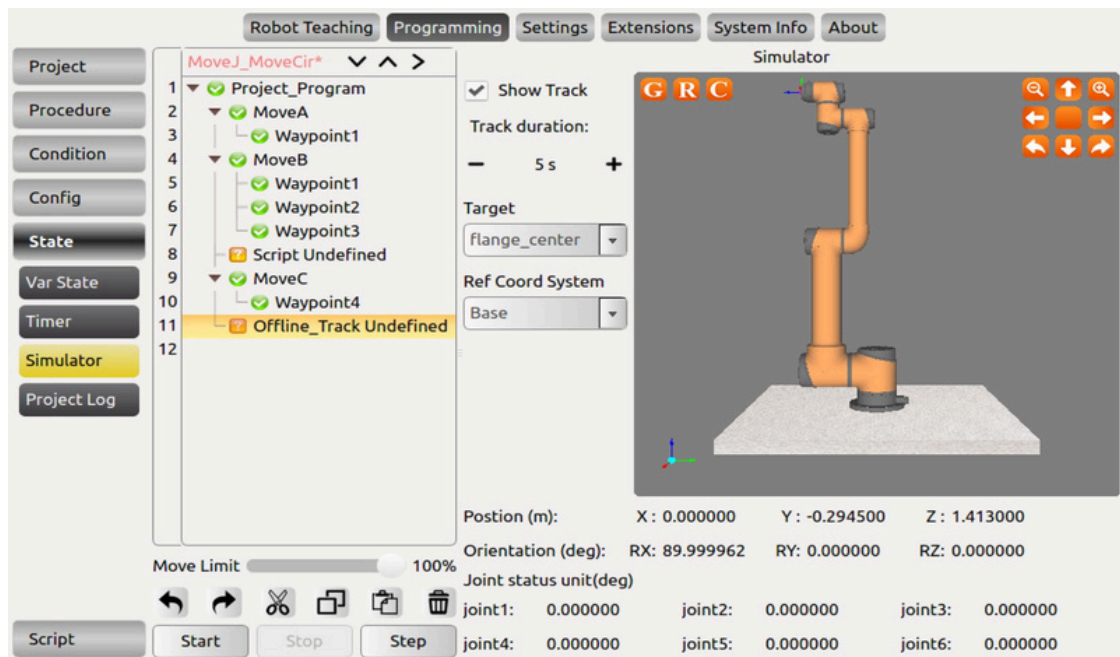 Robot Teaching Programming Settings Extensions System Info About
Project
Procedure
Condition
Config
State
Var State
Timer
Simulator
Project Log
Script
MoveJ_MoveCir*
1 Project_Program
2 MoveA
3 Waypoint1
4 MoveB
5 Waypoint1
6 Waypoint2
7 Waypoint3
8 ? Script Undefined
9 MoveC
10 Waypoint4
11 ? Offline_Track Undefined
12
Move Limit 100%
Start Stop Step
Show Track
Track duration:
− 5 s +
Target
flange_center
Ref Coord System
Base
Simulator
G R C
Postion (m): X : 0.000000 Y : -0.294500 Z : 1.413000
Orientation (deg): RX: 89.999962 RY: 0.000000 RZ: 0.000000
Joint status unit(deg)
joint1: 0.000000 joint2: 0.000000 joint3: 0.000000
joint4: 0.000000 joint5: 0.000000 joint6: 0.000000